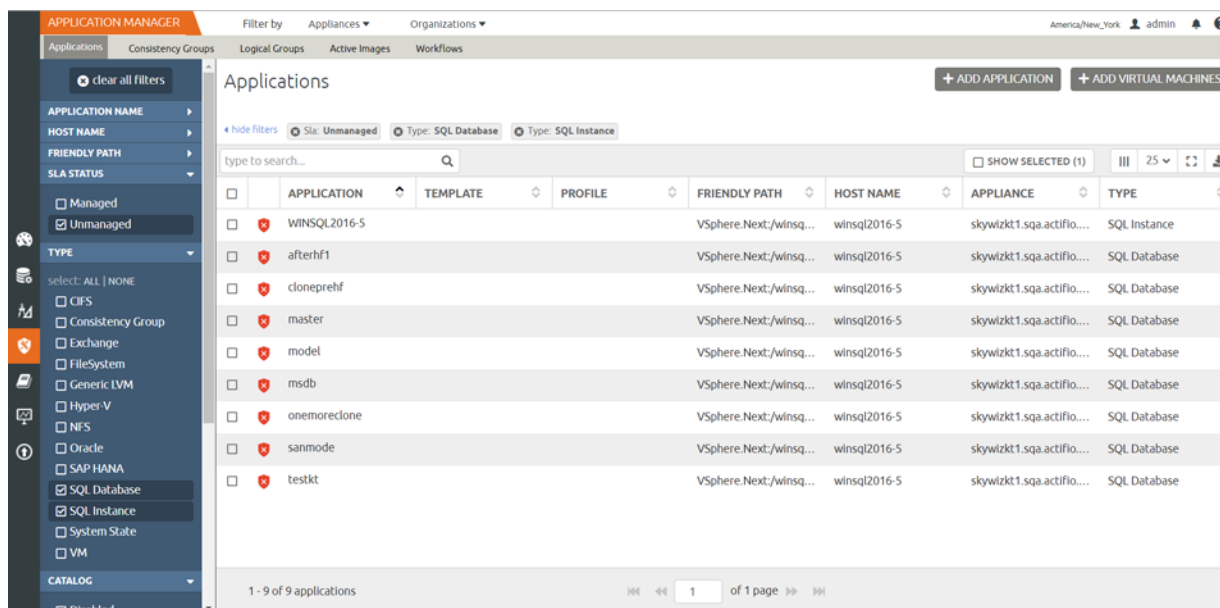 APPLICATION MANAGER
Filter by Appliances Organizations
America/New_York admin
Applications Consistency Groups Logical Groups Active Images Workflows
clear all filters
APPLICATION NAME
HOST NAME
FRIENDLY PATH
SLA STATUS
Managed
Unmanaged
TYPE
select: ALL | NONE
CIFS
Consistency Group
Exchange
FileSystem
Generic LVM
Hyper-V
NFS
Oracle
SAP HANA
SQL Database
SQL Instance
System State
VM
CATALOG
Applications
+ ADD APPLICATION + ADD VIRTUAL MACHINES
hide filters Sla: Unmanaged Type: SQL Database Type: SQL Instance
type to search... SHOW SELECTED (1) 25
APPLICATION TEMPLATE PROFILE FRIENDLY PATH HOST NAME APPLIANCE TYPE
WINSQL2016-5 VSphere.Next:/winsq... winsql2016-5 skywizkt1.sqa.actifio.... SQL Instance
afterhf1 VSphere.Next:/winsq... winsql2016-5 skywizkt1.sqa.actifio.... SQL Database
cloneprehf VSphere.Next:/winsq... winsql2016-5 skywizkt1.sqa.actifio.... SQL Database
master VSphere.Next:/winsq... winsql2016-5 skywizkt1.sqa.actifio.... SQL Database
model VSphere.Next:/winsq... winsql2016-5 skywizkt1.sqa.actifio.... SQL Database
msdb VSphere.Next:/winsq... winsql2016-5 skywizkt1.sqa.actifio.... SQL Database
onemoreclone VSphere.Next:/winsq... winsql2016-5 skywizkt1.sqa.actifio.... SQL Database
sanmode VSphere.Next:/winsq... winsql2016-5 skywizkt1.sqa.actifio.... SQL Database
testkt VSphere.Next:/winsq... winsql2016-5 skywizkt1.sqa.actifio.... SQL Database
1 - 9 of 9 applications 1 of 1 page